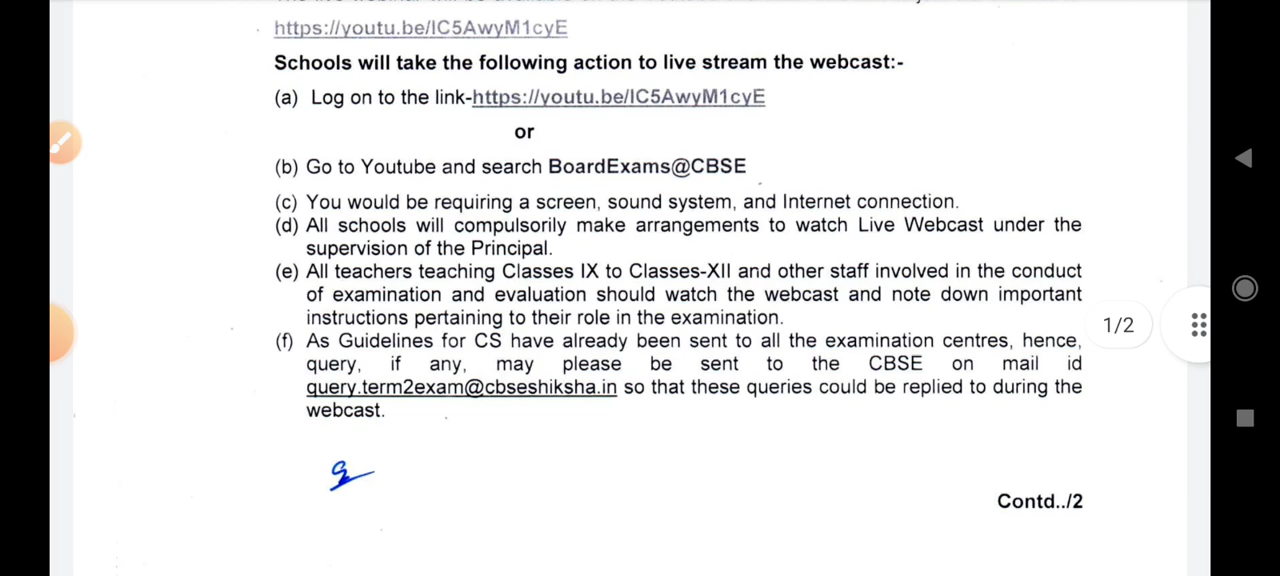 https://youtu.be/IC5AwyM1cyE
Schools will take the following action to live stream the webcast:-
(a) Log on to the link-https://youtu.be/IC5AwyM1cyE
or
(b) Go to Youtube and search BoardExams@CBSE
(c) You would be requiring a screen, sound system, and Internet connection.
(d) All schools will compulsorily make arrangements to watch Live Webcast under the
supervision of the Principal.
(e) All teachers teaching Classes IX to Classes-XII and other staff involved in the conduct
of examination and evaluation should watch the webcast and note down important
instructions pertaining to their role in the examination.
(f) As Guidelines for CS have already been sent to all the examination centres, hence,
query, if any, may please be sent to the CBSE on mail id
query.term2exam@cbseshiksha.in so that these queries could be replied to during the
webcast.
1/2
Contd../2